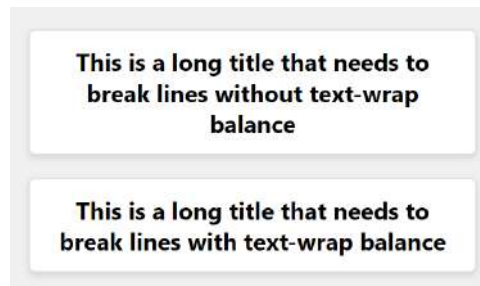 This is a long title that needs to
break lines without text-wrap
balance
This is a long title that needs to
break lines with text-wrap balance